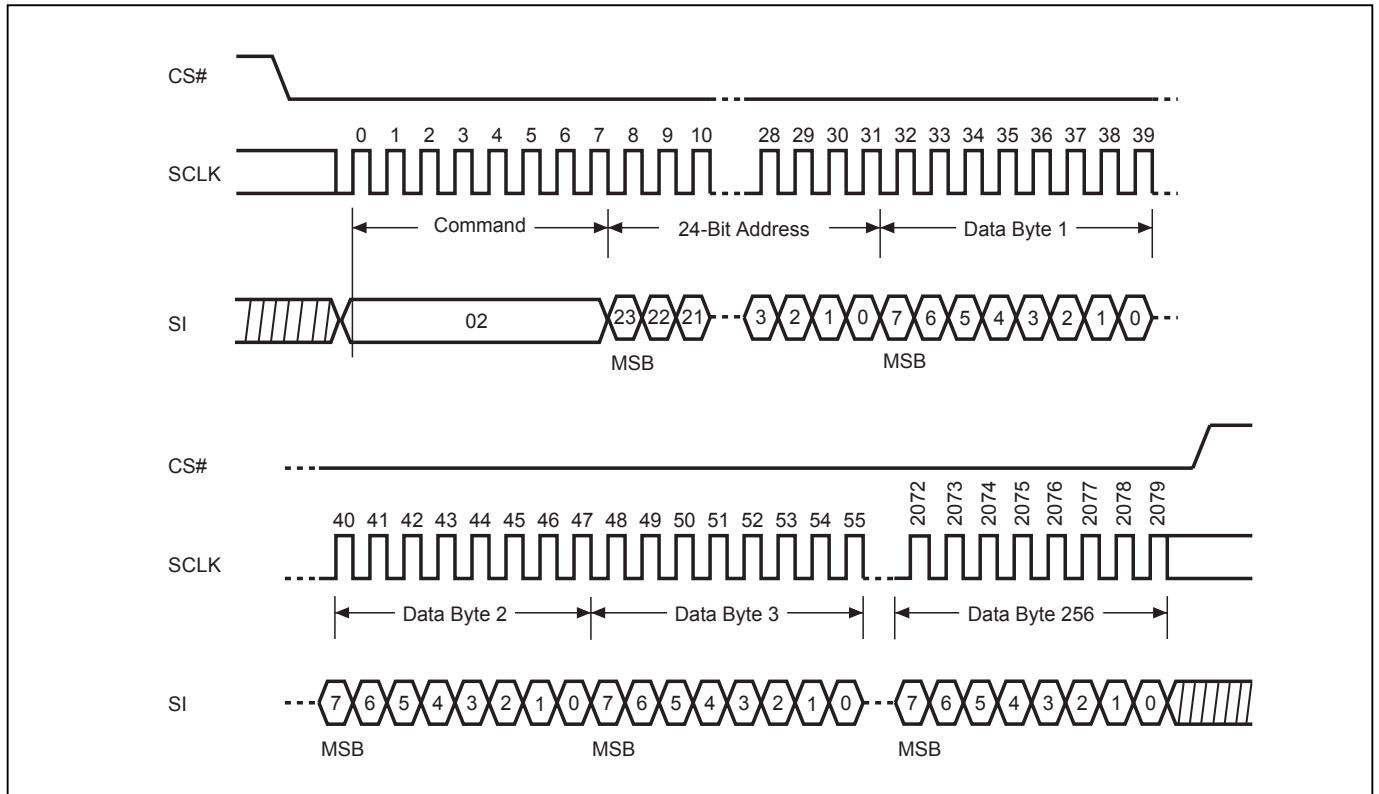 CS#
0 1 2 3 4 5 6 7 8 9 10 28 29 30 31 32 33 34 35 36 37 38 39
SCLK
Command 24-Bit Address Data Byte 1
SI 02 23 22 21 3 2 1 0 7 6 5 4 3 2 1 0
MSB MSB
CS#
40 41 42 43 44 45 46 47 48 49 50 51 52 53 54 55 2072 2073 2074 2075 2076 2077 2078 2079
SCLK
Data Byte 2 Data Byte 3 Data Byte 256
SI 7 6 5 4 3 2 1 0 7 6 5 4 3 2 1 0 7 6 5 4 3 2 1 0
MSB MSB MSB